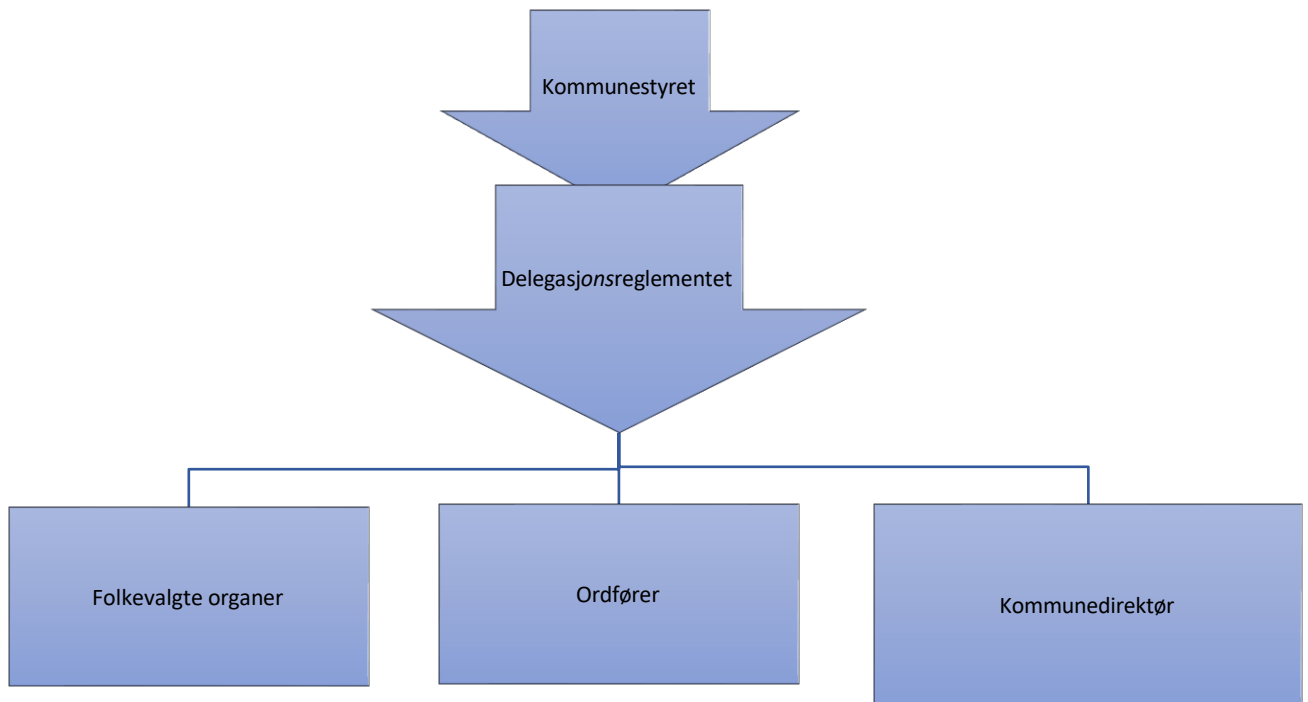 Kommunestyret
Delegasjonsreglementet
Folkevalgte organer
Ordfører
Kommunedirektør